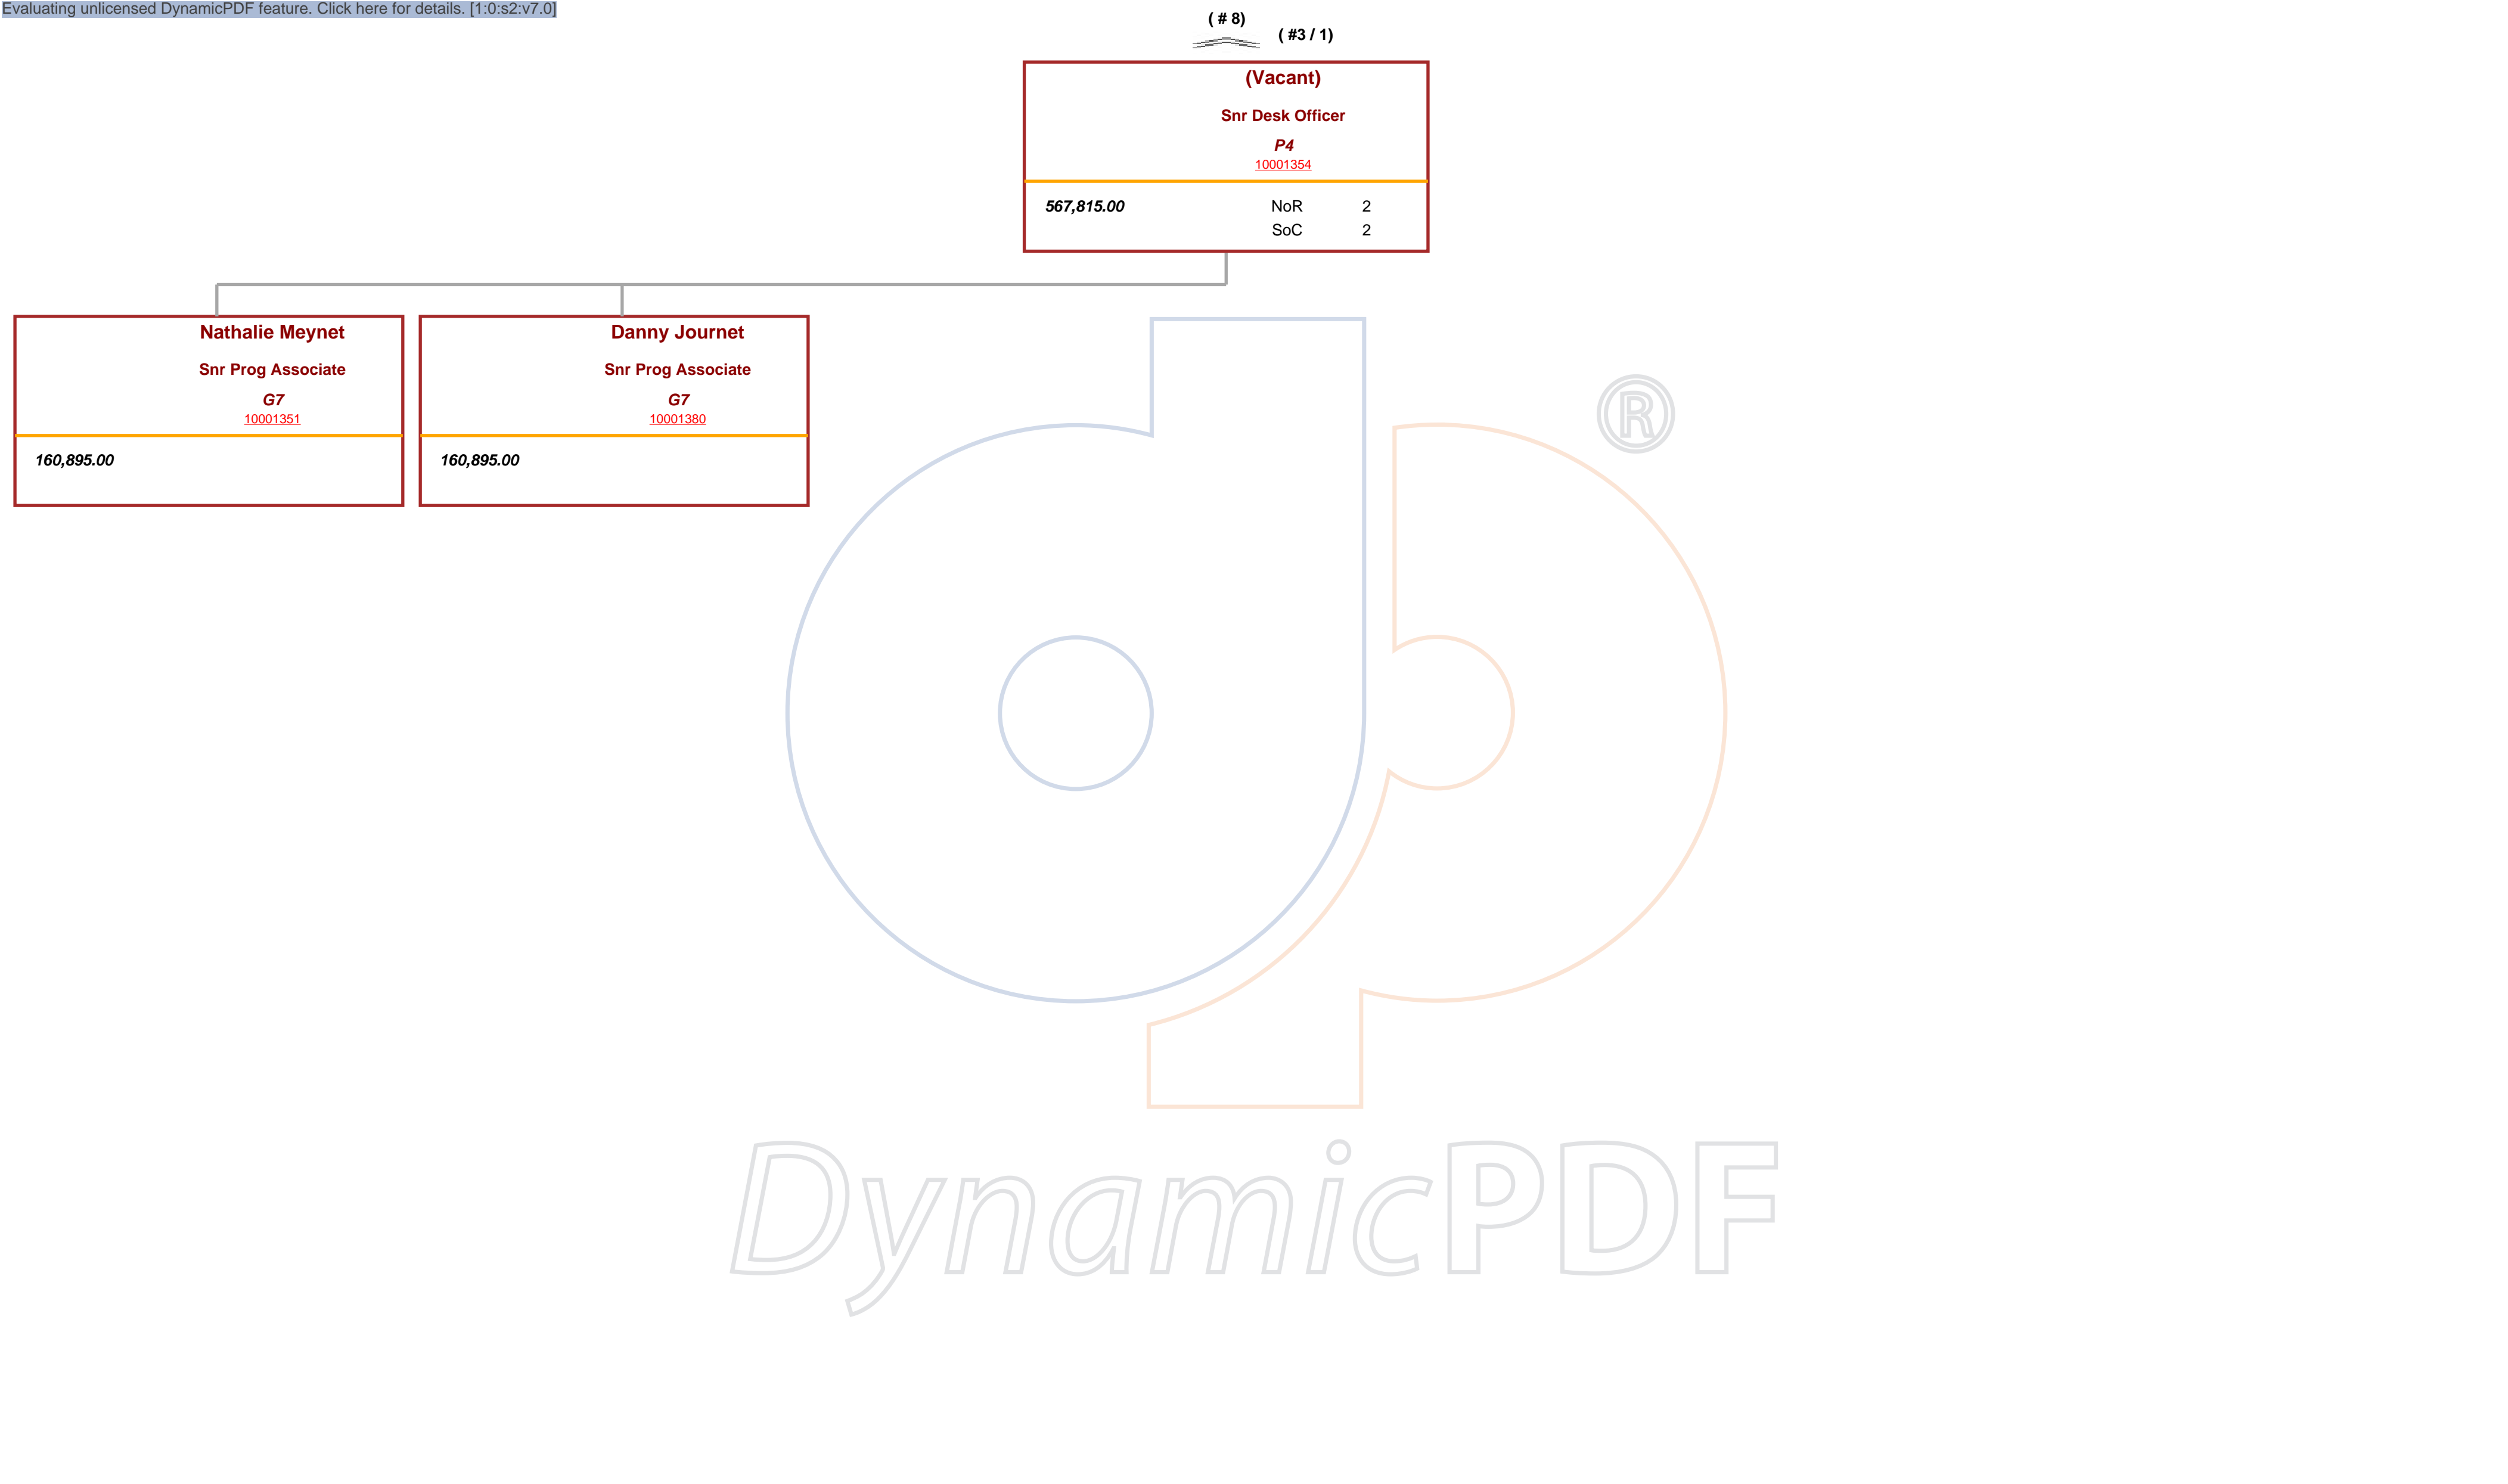 Evaluating unlicensed DynamicPDF feature. Click here for details. [1:0:s2:v7.0]
( # 8)
( #3 / 1)
(Vacant)
Snr Desk Officer
P4
10001354
567,815.00 NoR 2
SoC 2
Nathalie Meynet
Snr Prog Associate
G7
10001351
160,895.00
Danny Journet
Snr Prog Associate
G7
10001380
160,895.00
®
DynamicPDF